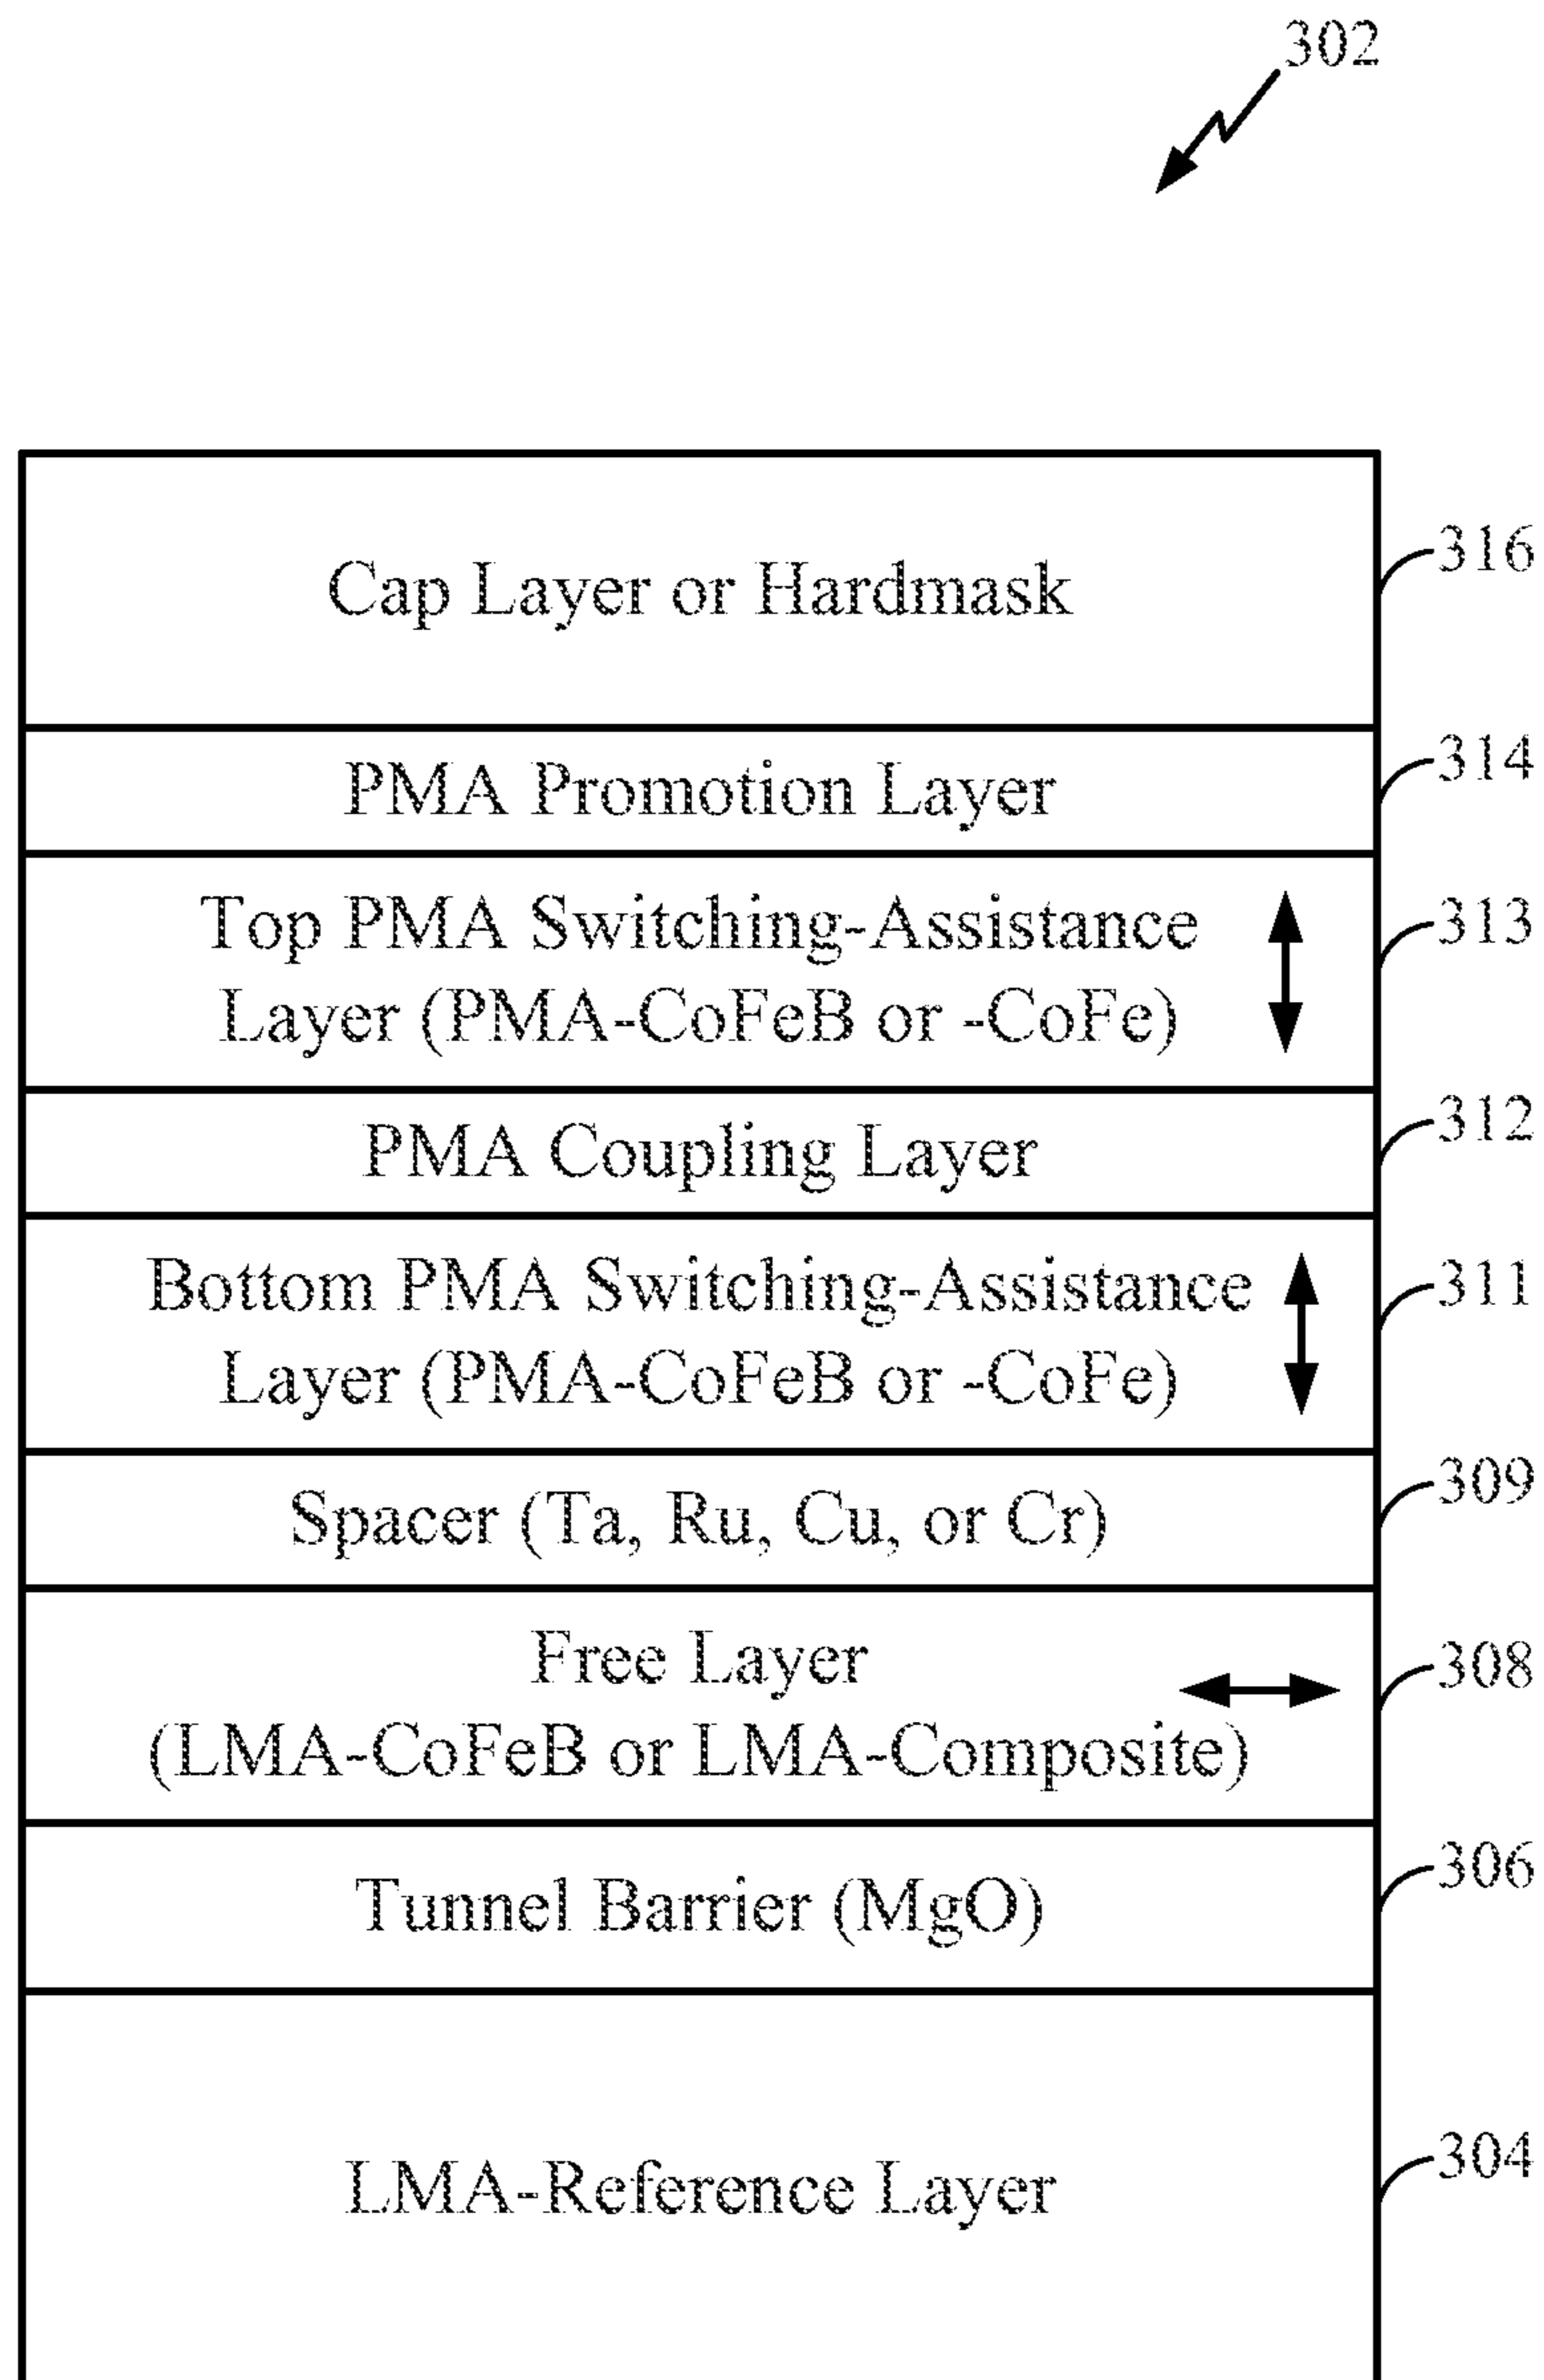 302
Cap Layer or Hardmask
316
PMA Promotion Layer
314
Top PMA Switching-Assistance
Layer (PMA-CoFeB or -CoFe)
313
PMA Coupling Layer
312
Bottom PMA Switching-Assistance
Layer (PMA-CoFeB or -CoFe)
311
Spacer (Ta, Ru, Cu, or Cr)
309
Free Layer
(LMA-CoFeB or LMA-Composite)
308
Tunnel Barrier (MgO)
306
LMA-Reference Layer
304